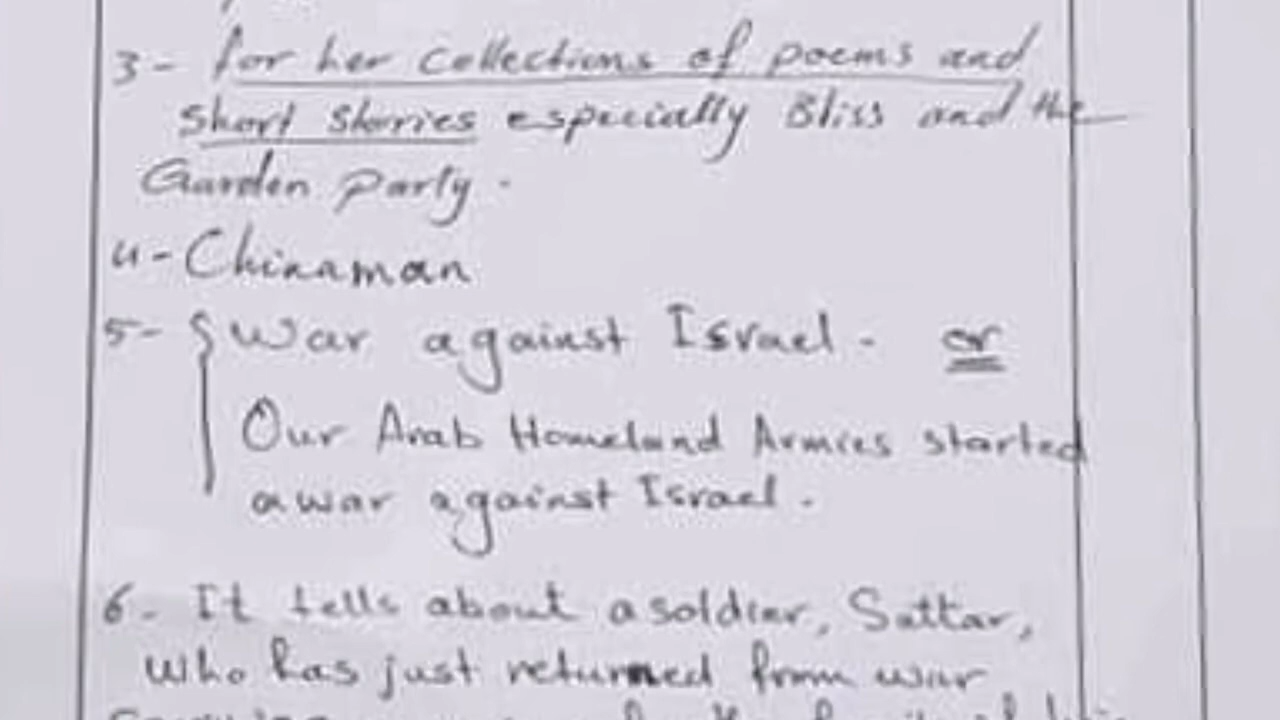 3- for her collections of poems and
short stories especially Bliss and the
Garden party.
4- Chinaman
5- { war against Israel. or
Our Arab Homeland Armies started
a war against Israel.
6- It tells about a soldier, Sattar,
who has just returned from war